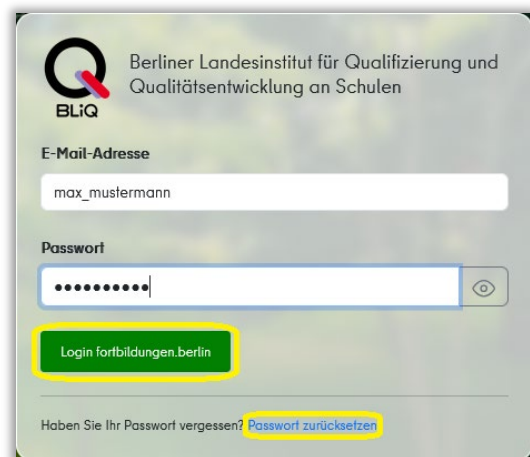 Berliner Landesinstitut für Qualifizierung und
Qualitätsentwicklung an Schulen
BLiQ
E-Mail-Adresse
max_mustermann
Passwort
••••••••••
Login fortbildungen.berlin
Haben Sie Ihr Passwort vergessen? Passwort zurücksetzen